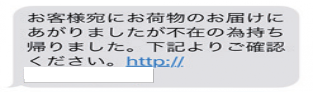 お客様宛にお荷物のお届けに
あがりましたが不在の為持ち
帰りました。下記よりご確認
ください。http://